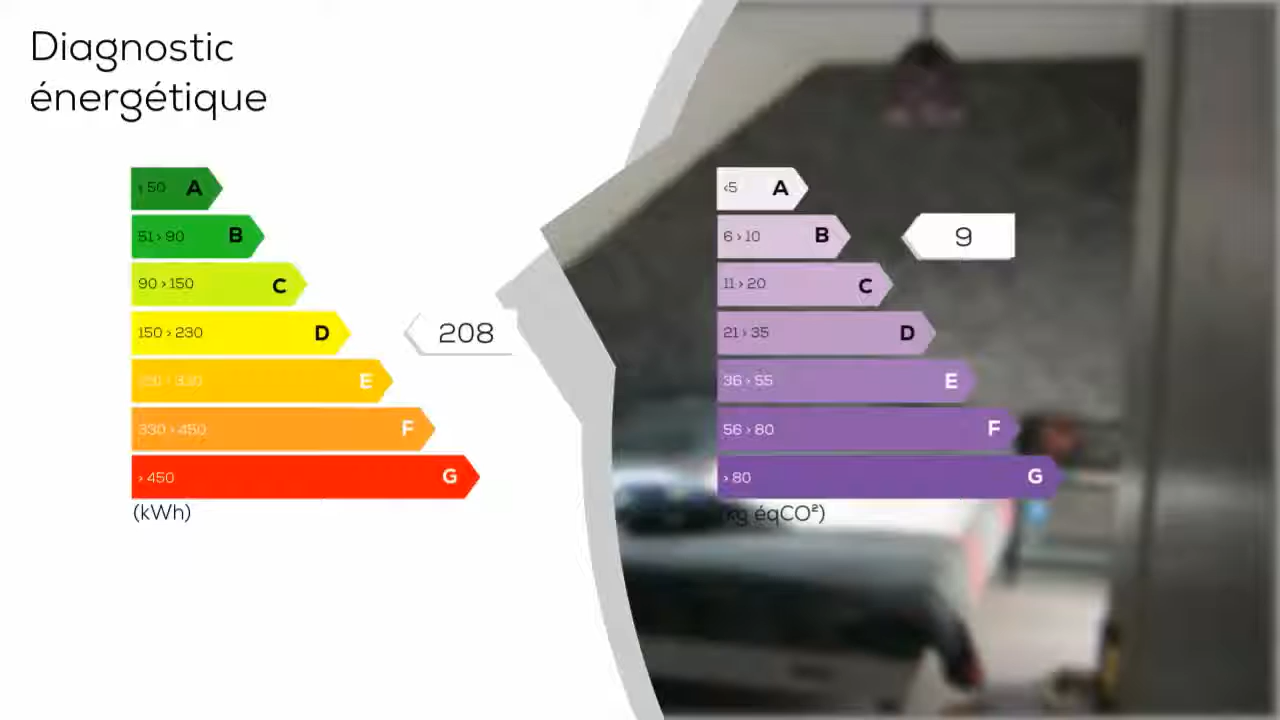 Diagnostic
énergétique
‹ 50 A
51 › 90 B
90 › 150 C
150 › 230 D
208
E
330 › 450 F
› 450 G
(kWh)
‹5 A
6 › 10 B
9
11 › 20 C
21 › 35 D
36 › 55 E
56 › 80 F
› 80 G
(kg éqCO²)